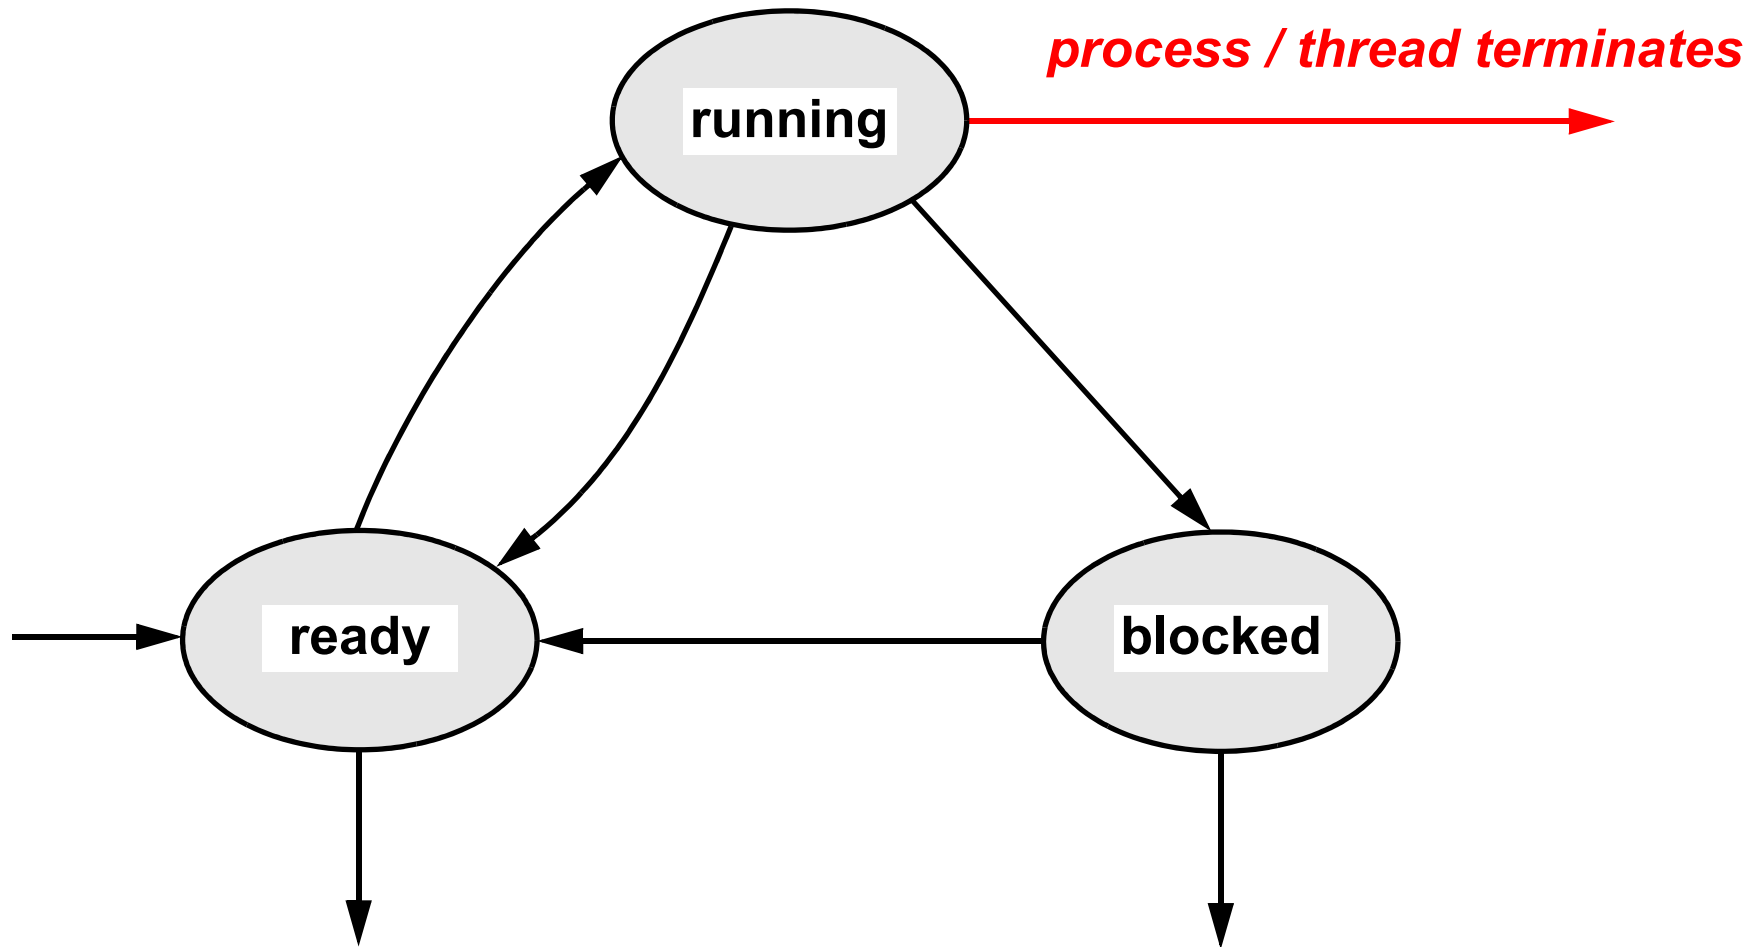 process / thread terminates
running
ready
blocked